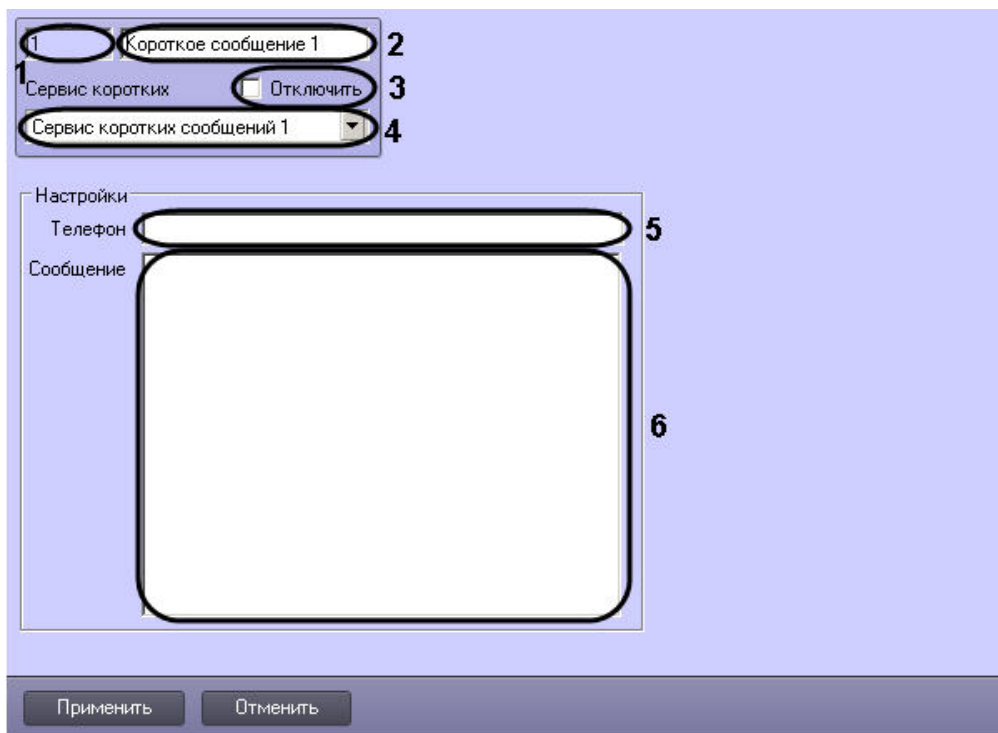 1 Короткое сообщение 1 2
1
Сервис коротких Отключить 3
Сервис коротких сообщений 1 4
Настройки
Телефон 5
Сообщение
6
Применить Отменить